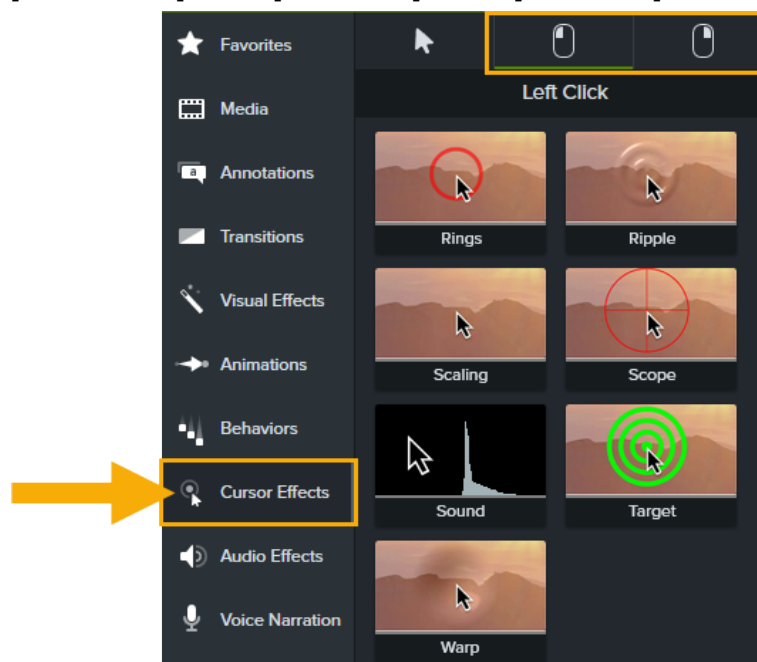 Favorites
Media
a
Annotations
Transitions
Visual Effects
Animations
Behaviors
Cursor Effects
Audio Effects
Voice Narration
Left Click
Rings
Ripple
Scaling
Scope
Sound
Target
Warp